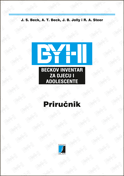 J. S. Beck, A. T. Beck, J. B. Jolly i R. A. Steer
BYI-II
BECKOV INVENTAR
ZA DJECU I
ADOLESCENTE
Priručnik